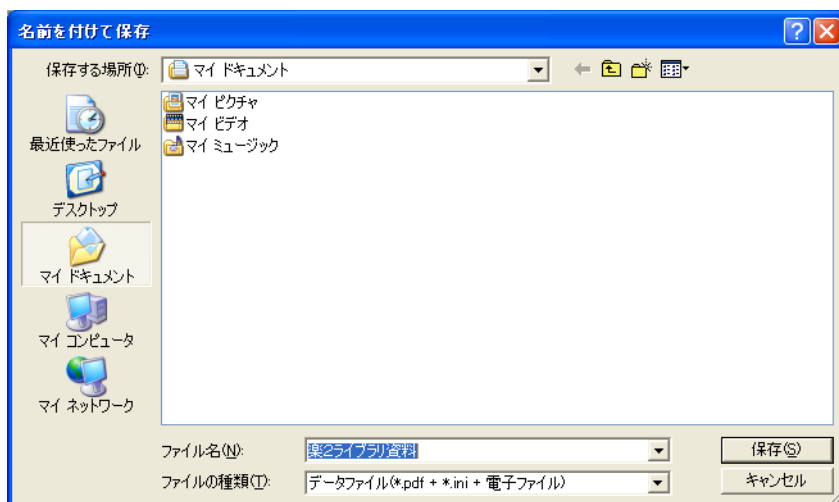 名前を付けて保存
保存する場所(I):
マイ ドキュメント
マイ ピクチャ
マイ ビデオ
マイ ミュージック
最近使ったファイル
デスクトップ
マイ ドキュメント
マイ コンピュータ
マイ ネットワーク
ファイル名(N):
楽2ライブラリ資料
保存(S)
ファイルの種類(T):
データファイル(*.pdf + *.ini + 電子ファイル)
キャンセル